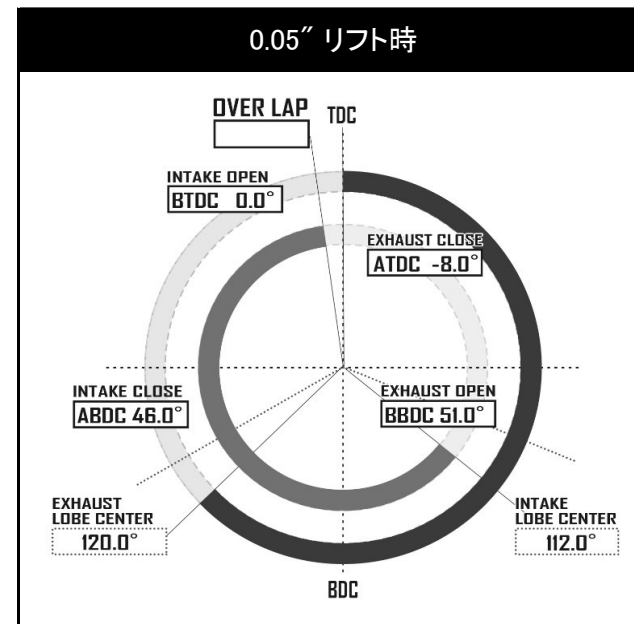 0.05″ リフト時
OVER LAP
TDC
INTAKE OPEN
BTDC 0.0°
EXHAUST CLOSE
ATDC -8.0°
INTAKE CLOSE
ABDC 46.0°
EXHAUST OPEN
BBDC 51.0°
EXHAUST
LOBE CENTER
120.0°
INTAKE
LOBE CENTER
112.0°
BDC